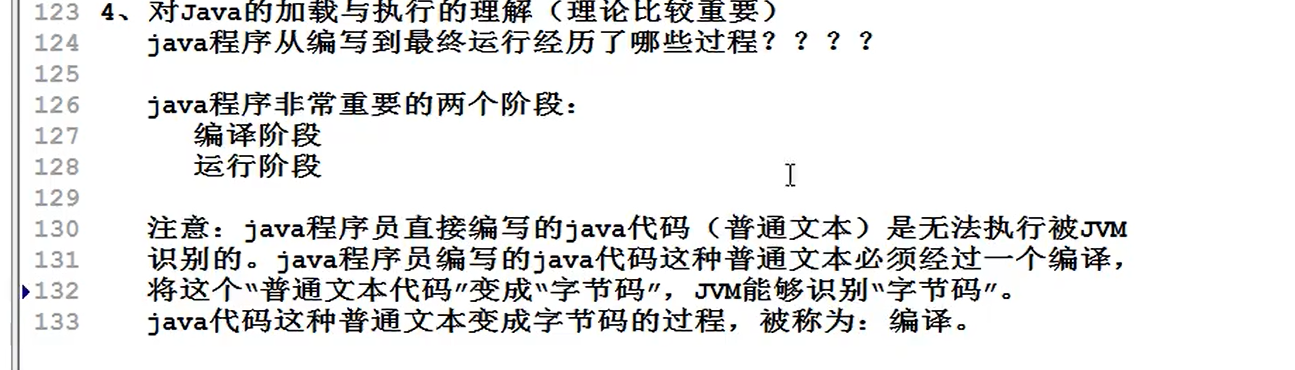 123 4、对Java的加载与执行的理解（理论比较重要）
124 java程序从编写到最终运行经历了哪些过程？？？？
125
126 java程序非常重要的两个阶段：
127 编译阶段
128 运行阶段
129
130 注意：java程序员直接编写的java代码（普通文本）是无法执行被JVM
131 识别的。java程序员编写的java代码这种普通文本必须经过一个编译，
132 将这个“普通文本代码”变成“字节码”，JVM能够识别“字节码”。
133 java代码这种普通文本变成字节码的过程，被称为：编译。